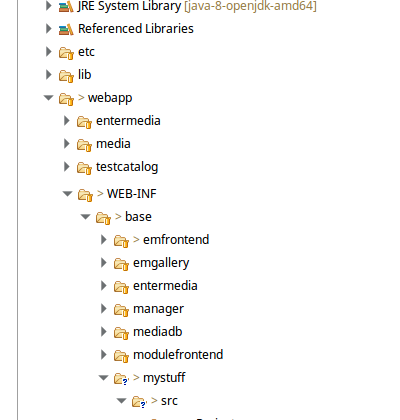 JRE System Library [java-8-openjdk-amd64]
Referenced Libraries
etc
lib
> webapp
entermedia
media
testcatalog
> WEB-INF
> base
> emfrontend
emgallery
entermedia
manager
mediadb
modulefrontend
> mystuff
> src